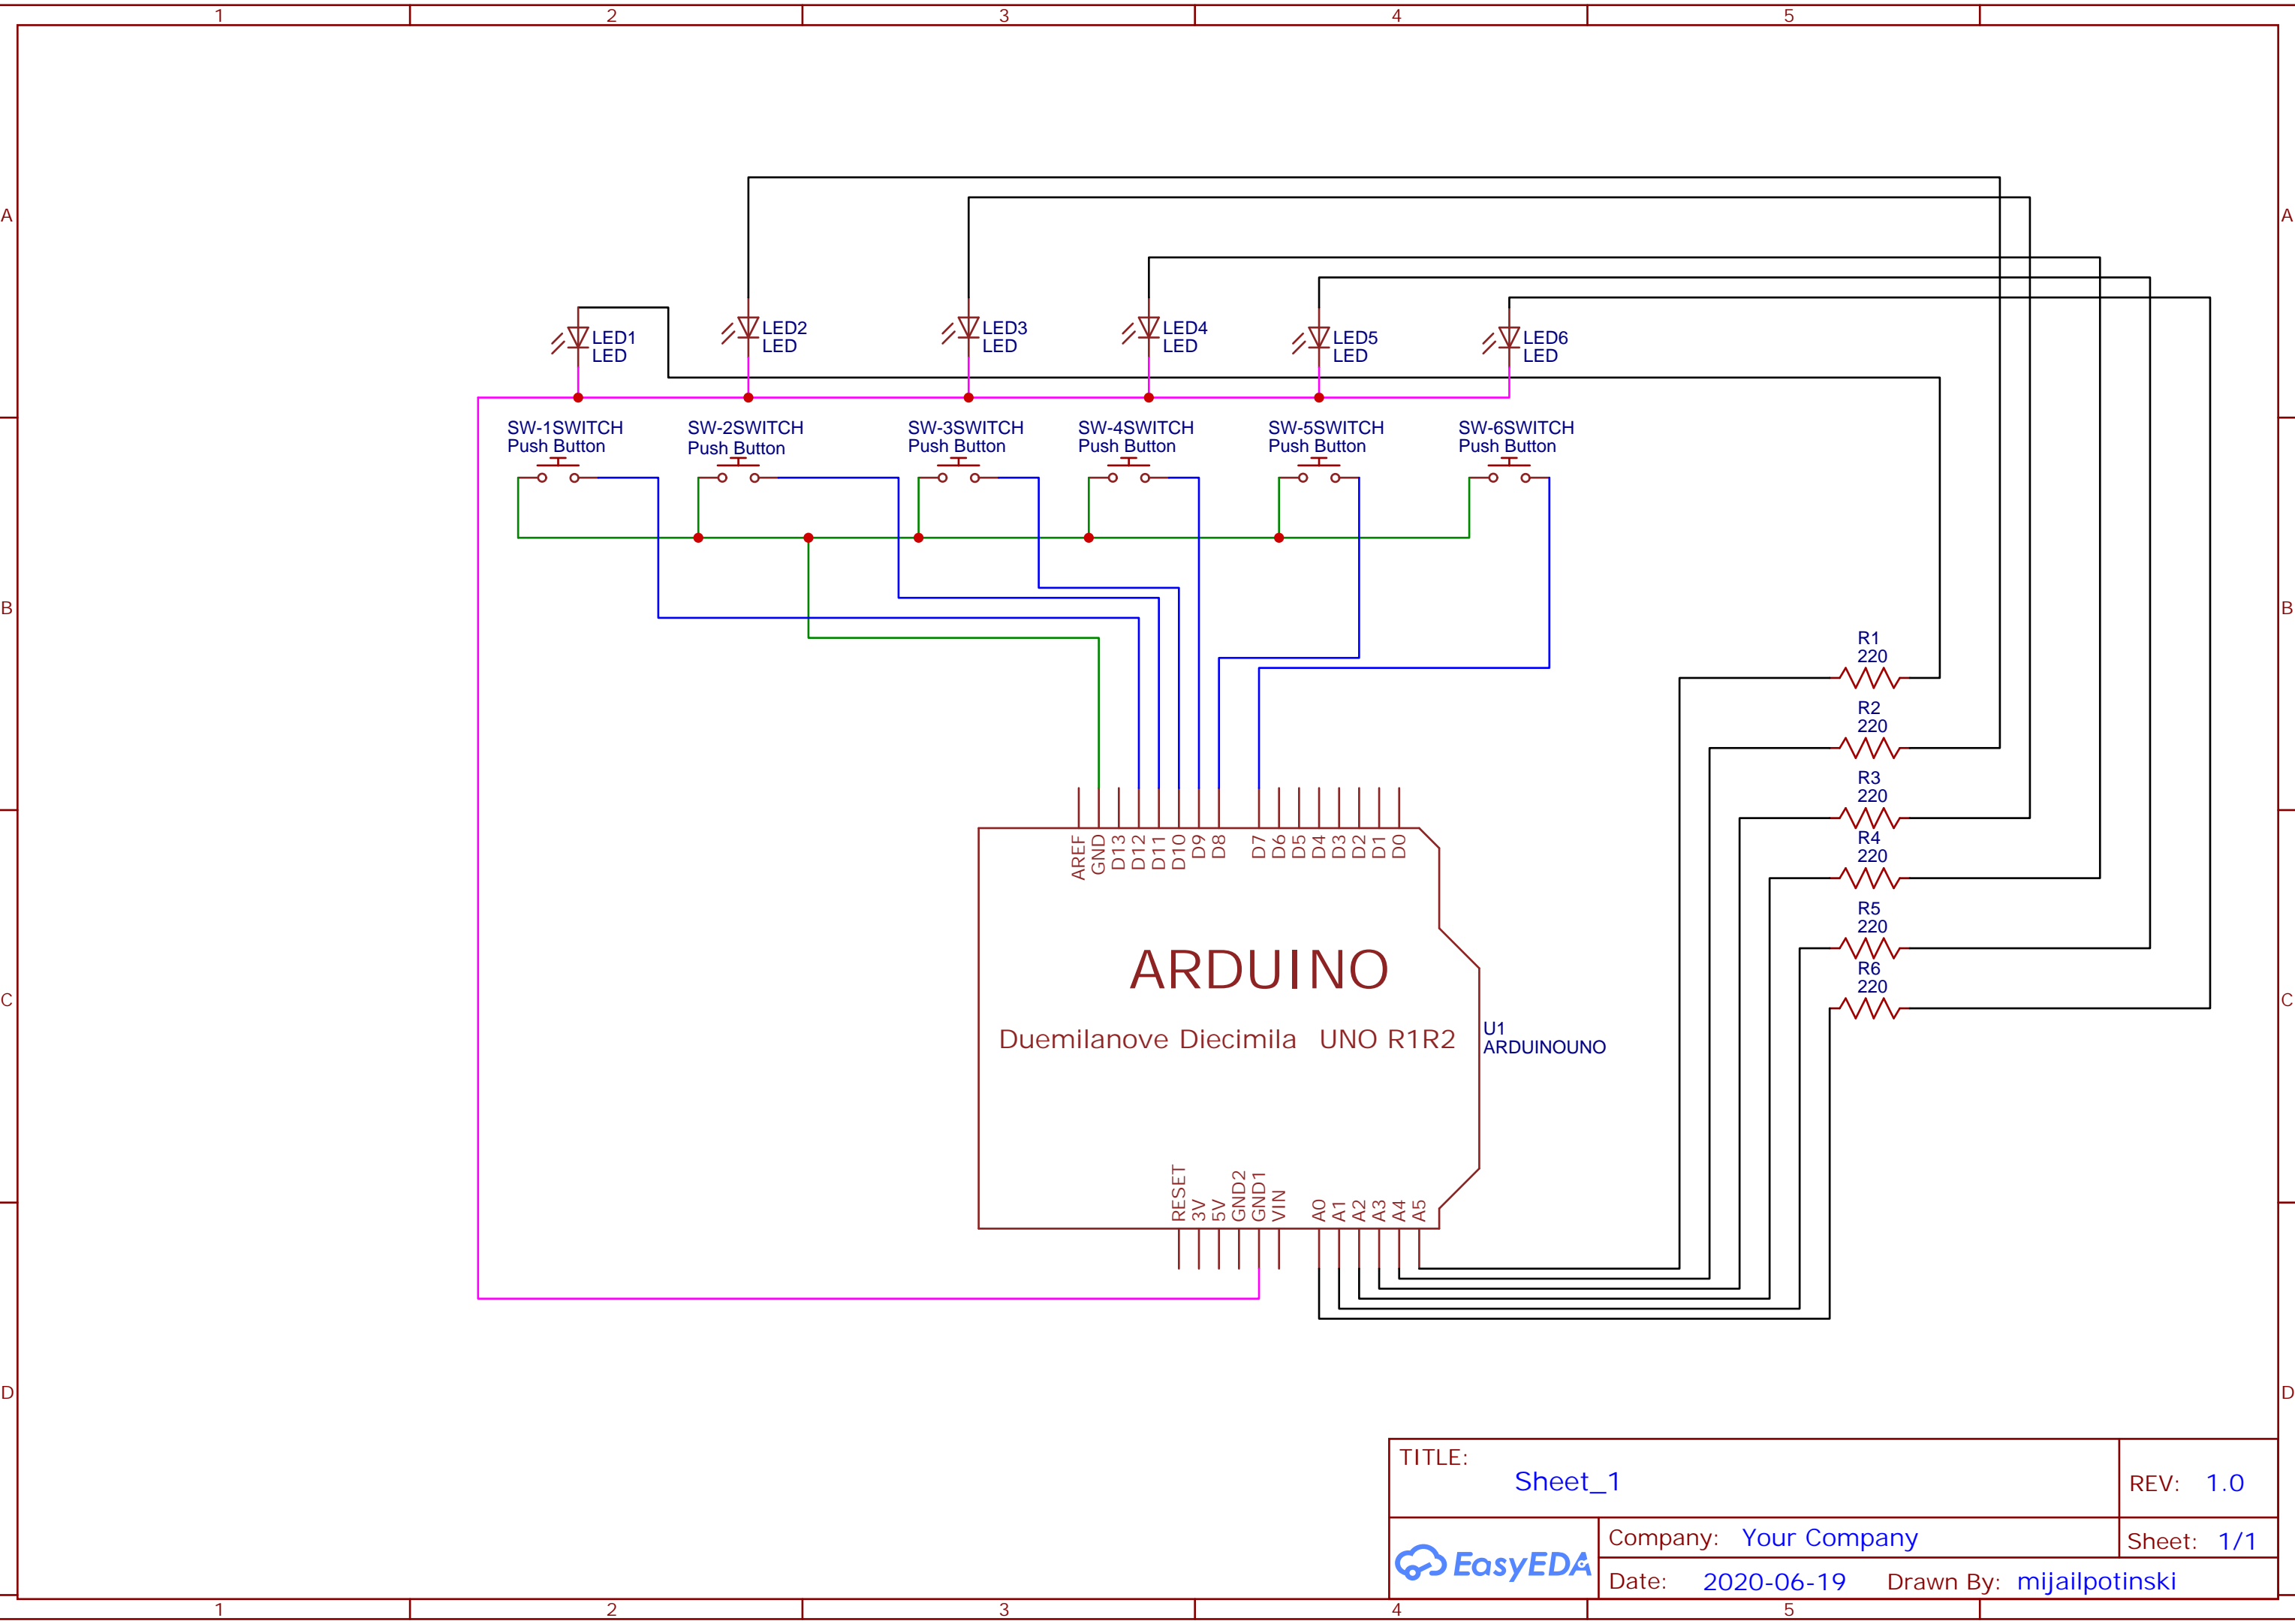 1 2 3 4 5
A A
LED1
LED
LED2
LED
LED3
LED
LED4
LED
LED5
LED
LED6
LED
SW-1SWITCH
Push Button
SW-2SWITCH
Push Button
SW-3SWITCH
Push Button
SW-4SWITCH
Push Button
SW-5SWITCH
Push Button
SW-6SWITCH
Push Button
B B
R1
220
R2
220
R3
220
R4
220
R5
220
R6
220
AREF GND D13 D12 D11 D10 D9 D8 D7 D6 D5 D4 D3 D2 D1 D0
ARDUINO
Duemilanove Diecimila UNO R1R2
U1
ARDUINOUNO
C C
RESET 3V 5V GND2 GND1 VIN A0 A1 A2 A3 A4 A5
D D
TITLE:
Sheet_1
REV: 1.0
EasyEDA
Company: Your Company
Sheet: 1/1
Date: 2020-06-19 Drawn By: mijailpotinski
1 2 3 4 5